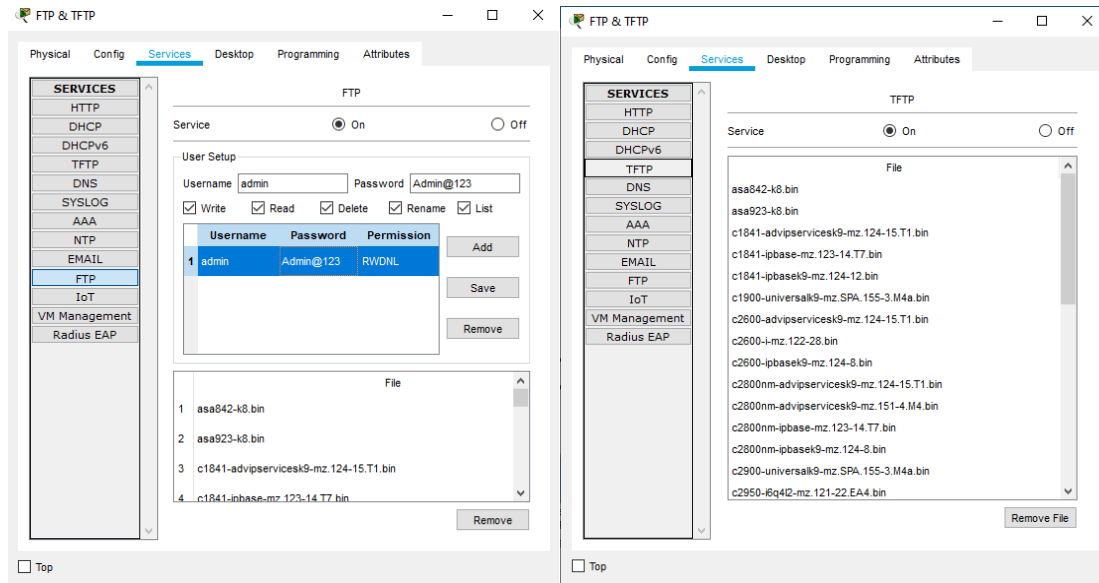 FTP & TFTP
Physical Config Services Desktop Programming Attributes
SERVICES
HTTP
DHCP
DHCPv6
TFTP
DNS
SYSLOG
AAA
NTP
EMAIL
FTP
IoT
VM Management
Radius EAP
FTP
Service On Off
User Setup
Username admin Password Admin@123
Write Read Delete Rename List
Username Password Permission
1 admin Admin@123 RWDNL
Add
Save
Remove
File
1 asa842-k8.bin
2 asa923-k8.bin
3 c1841-advipservicesk9-mz.124-15.T1.bin
4 c1841-ipbase-mz.123-14.T7.bin
Remove
Top
FTP & TFTP
Physical Config Services Desktop Programming Attributes
SERVICES
HTTP
DHCP
DHCPv6
TFTP
DNS
SYSLOG
AAA
NTP
EMAIL
FTP
IoT
VM Management
Radius EAP
TFTP
Service On Off
File
asa842-k8.bin
asa923-k8.bin
c1841-advipservicesk9-mz.124-15.T1.bin
c1841-ipbase-mz.123-14.T7.bin
c1841-ipbasek9-mz.124-12.bin
c1900-universalk9-mz.SPA.155-3.M4a.bin
c2600-advipservicesk9-mz.124-15.T1.bin
c2600-i-mz.122-28.bin
c2600-ipbasek9-mz.124-8.bin
c2800nm-advipservicesk9-mz.124-15.T1.bin
c2800nm-advipservicesk9-mz.151-4.M4.bin
c2800nm-ipbase-mz.123-14.T7.bin
c2800nm-ipbasek9-mz.124-8.bin
c2900-universalk9-mz.SPA.155-3.M4a.bin
c2950-i6q4l2-mz.121-22.EA4.bin
Remove File
Top